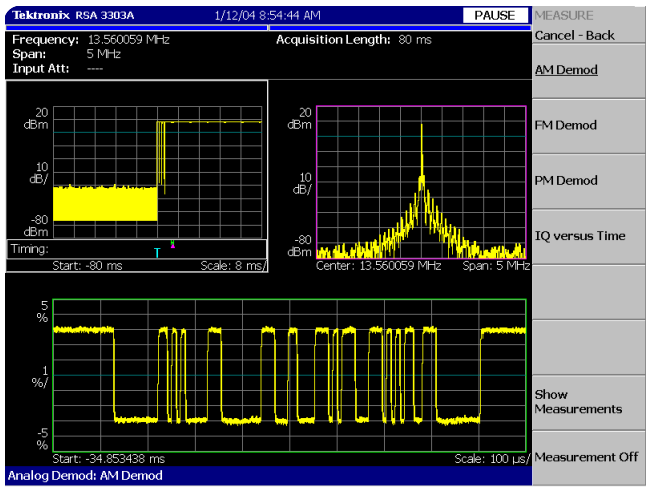 Tektronix RSA 3303A 1/12/04 8:54:44 AM PAUSE MEASURE
Cancel - Back
Frequency: 13.560059 MHz Acquisition Length: 80 ms
Span: 5 MHz
Input Att: ----
AM Demod
FM Demod
PM Demod
IQ versus Time
Show
Measurements
Measurement Off
20
dBm
10
dB/
-80
dBm
Timing:
T
Start: -80 ms Scale: 8 ms/
20
dBm
10
dB/
-80
dBm
Center: 13.560059 MHz Span: 5 MHz
5
%
1
%/
-5
%
Start: -34.853438 ms Scale: 100 µs/
Analog Demod: AM Demod